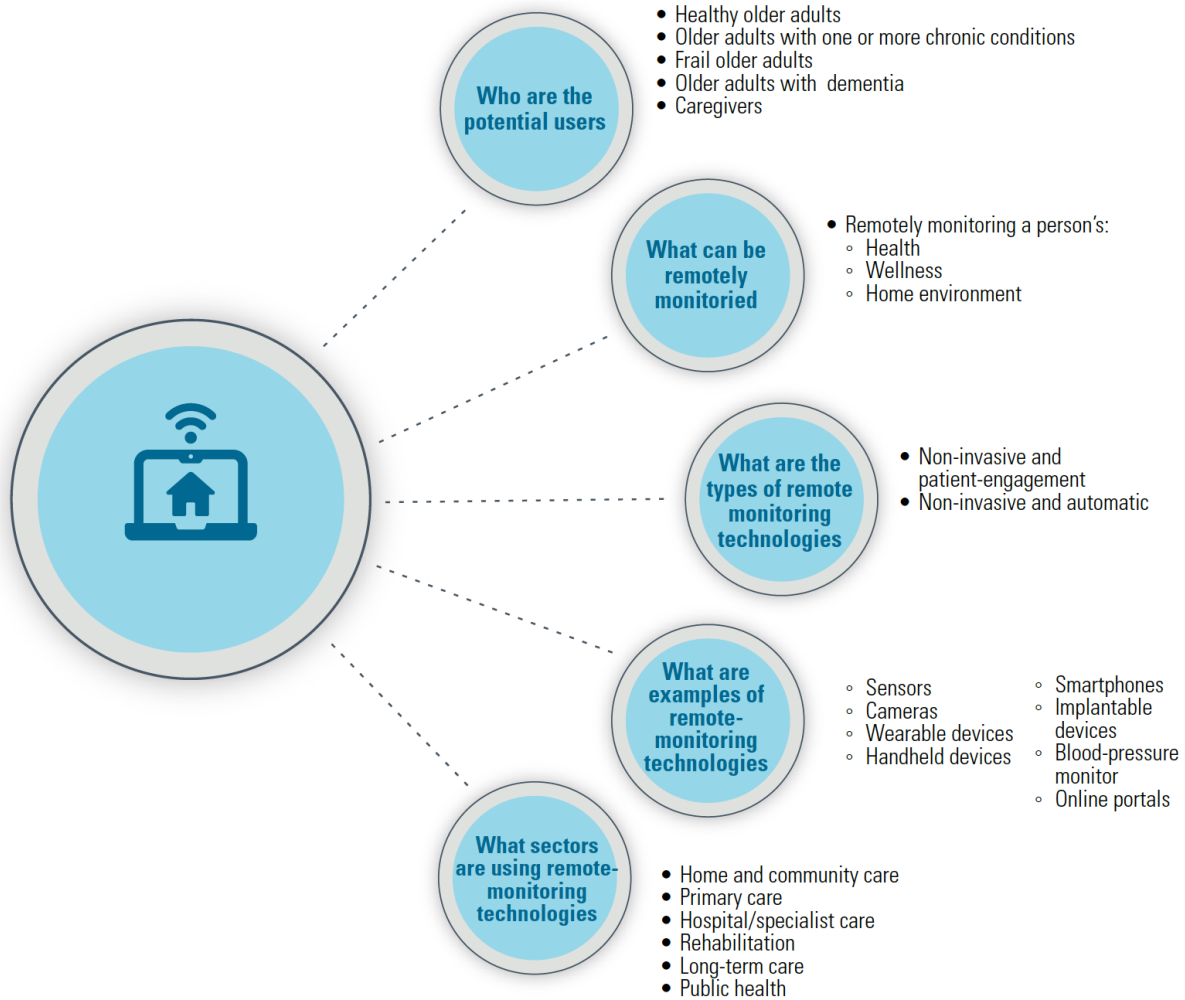 Who are the
potential users
• Healthy older adults
• Older adults with one or more chronic conditions
• Frail older adults
• Older adults with  dementia
• Caregivers
What can be
remotely
monitoried
• Remotely monitoring a person's:
◦ Health
◦ Wellness
◦ Home environment
What are the
types of remote
monitoring
technologies
• Non-invasive and
patient-engagement
• Non-invasive and automatic
What are
examples of
remote-
monitoring
technologies
◦ Sensors
◦ Cameras
◦ Wearable devices
◦ Handheld devices
◦ Smartphones
◦ Implantable
devices
◦ Blood-pressure
monitor
◦ Online portals
What sectors
are using remote-
monitoring
technologies
• Home and community care
• Primary care
• Hospital/specialist care
• Rehabilitation
• Long-term care
• Public health